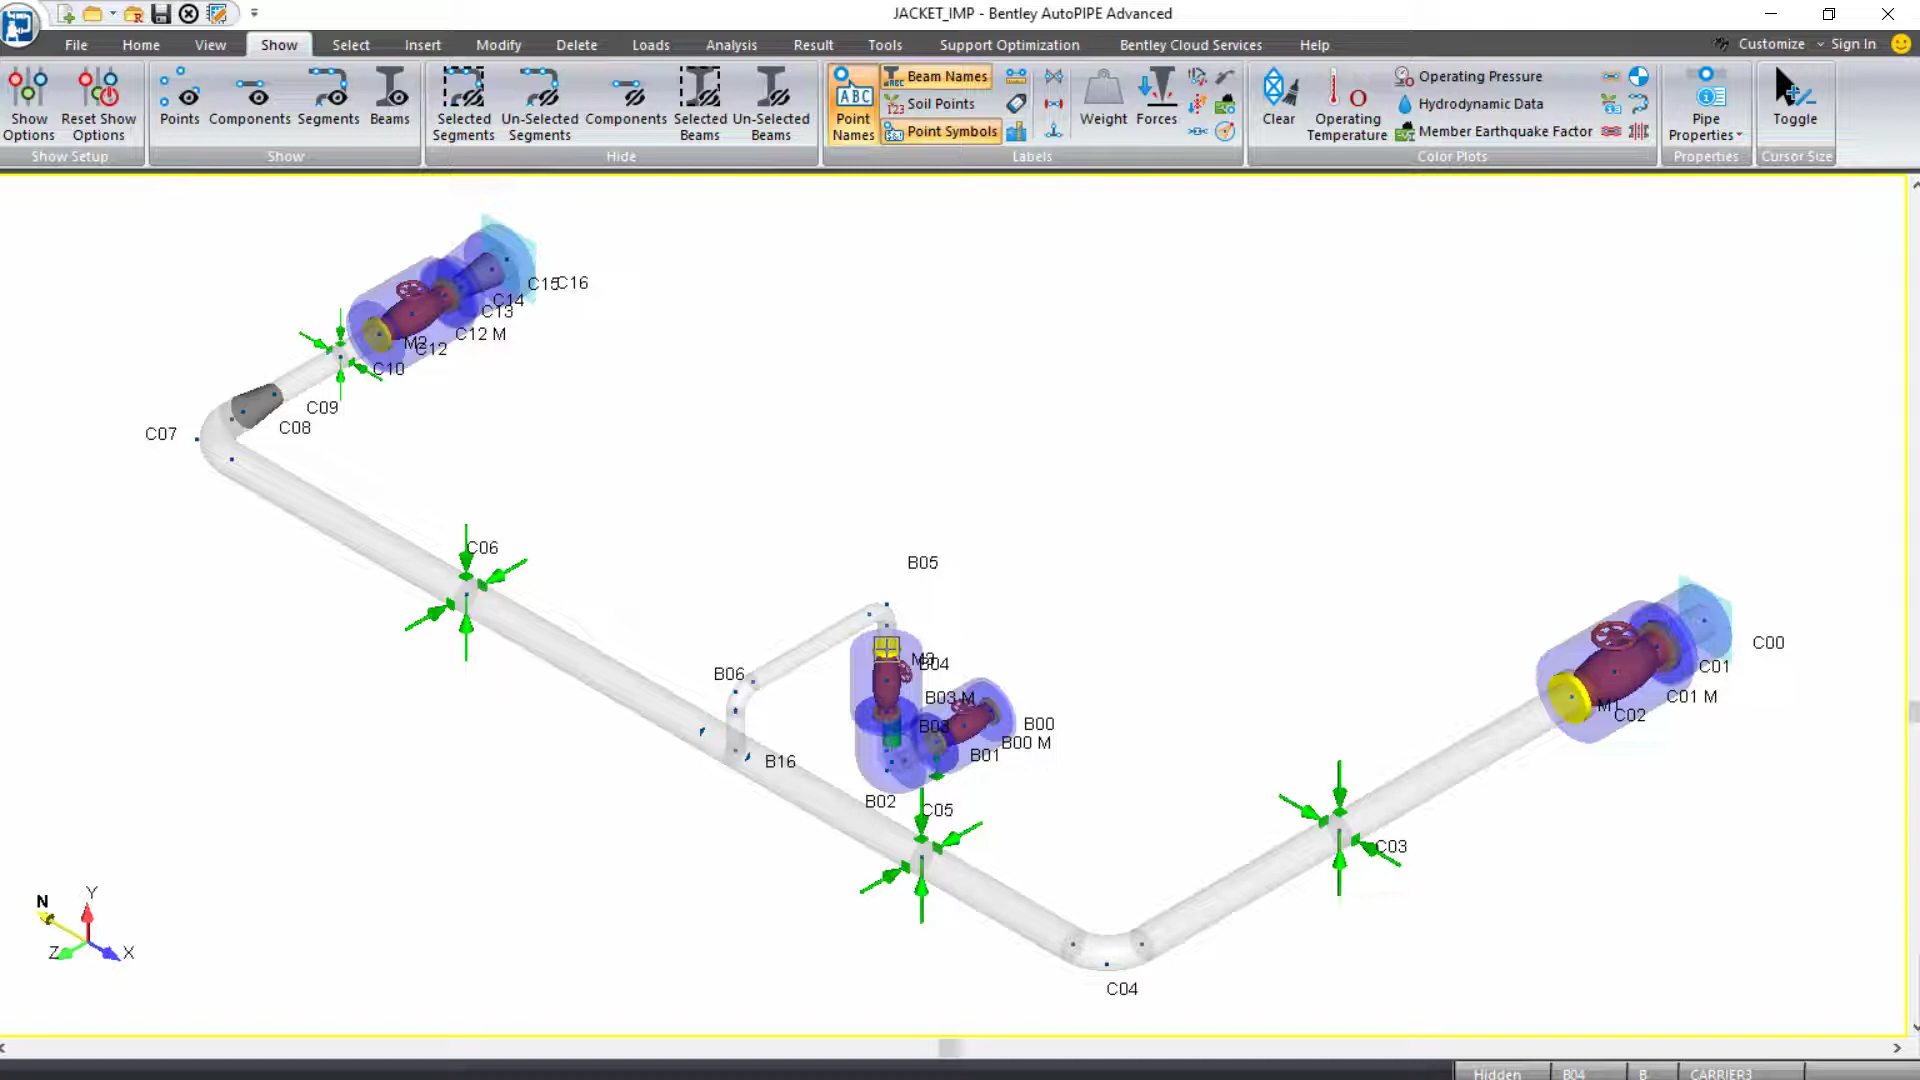 JACKET_IMP - Bentley AutoPIPE Advanced
File Home View Show Select Insert Modify Delete Loads Analysis Result Tools Support Optimization Bentley Cloud Services Help Customize Sign In
Show Options
Reset Show Options
Show Setup
Points
Components
Segments
Beams
Show
Selected Segments
Un-Selected Segments
Components
Selected Beams
Un-Selected Beams
Hide
ABC
Point Names
Beam Names
Soil Points
Point Symbols
Weight
Forces
Labels
Clear
Operating Temperature
Operating Pressure
Hydrodynamic Data
Member Earthquake Factor
Color Plots
Pipe Properties
Properties
Toggle
Cursor Size
C15
C16
C14
C13
C12 M
M2
C12
C10
C09
C08
C07
C06
B05
B06
M3
B04
B03 M
B03
B00
B00 M
B01
B16
B02
C05
C00
C01
C01 M
M1
C02
C03
C04
N
Y
Z
X
Hidden B04 B CARRIER3